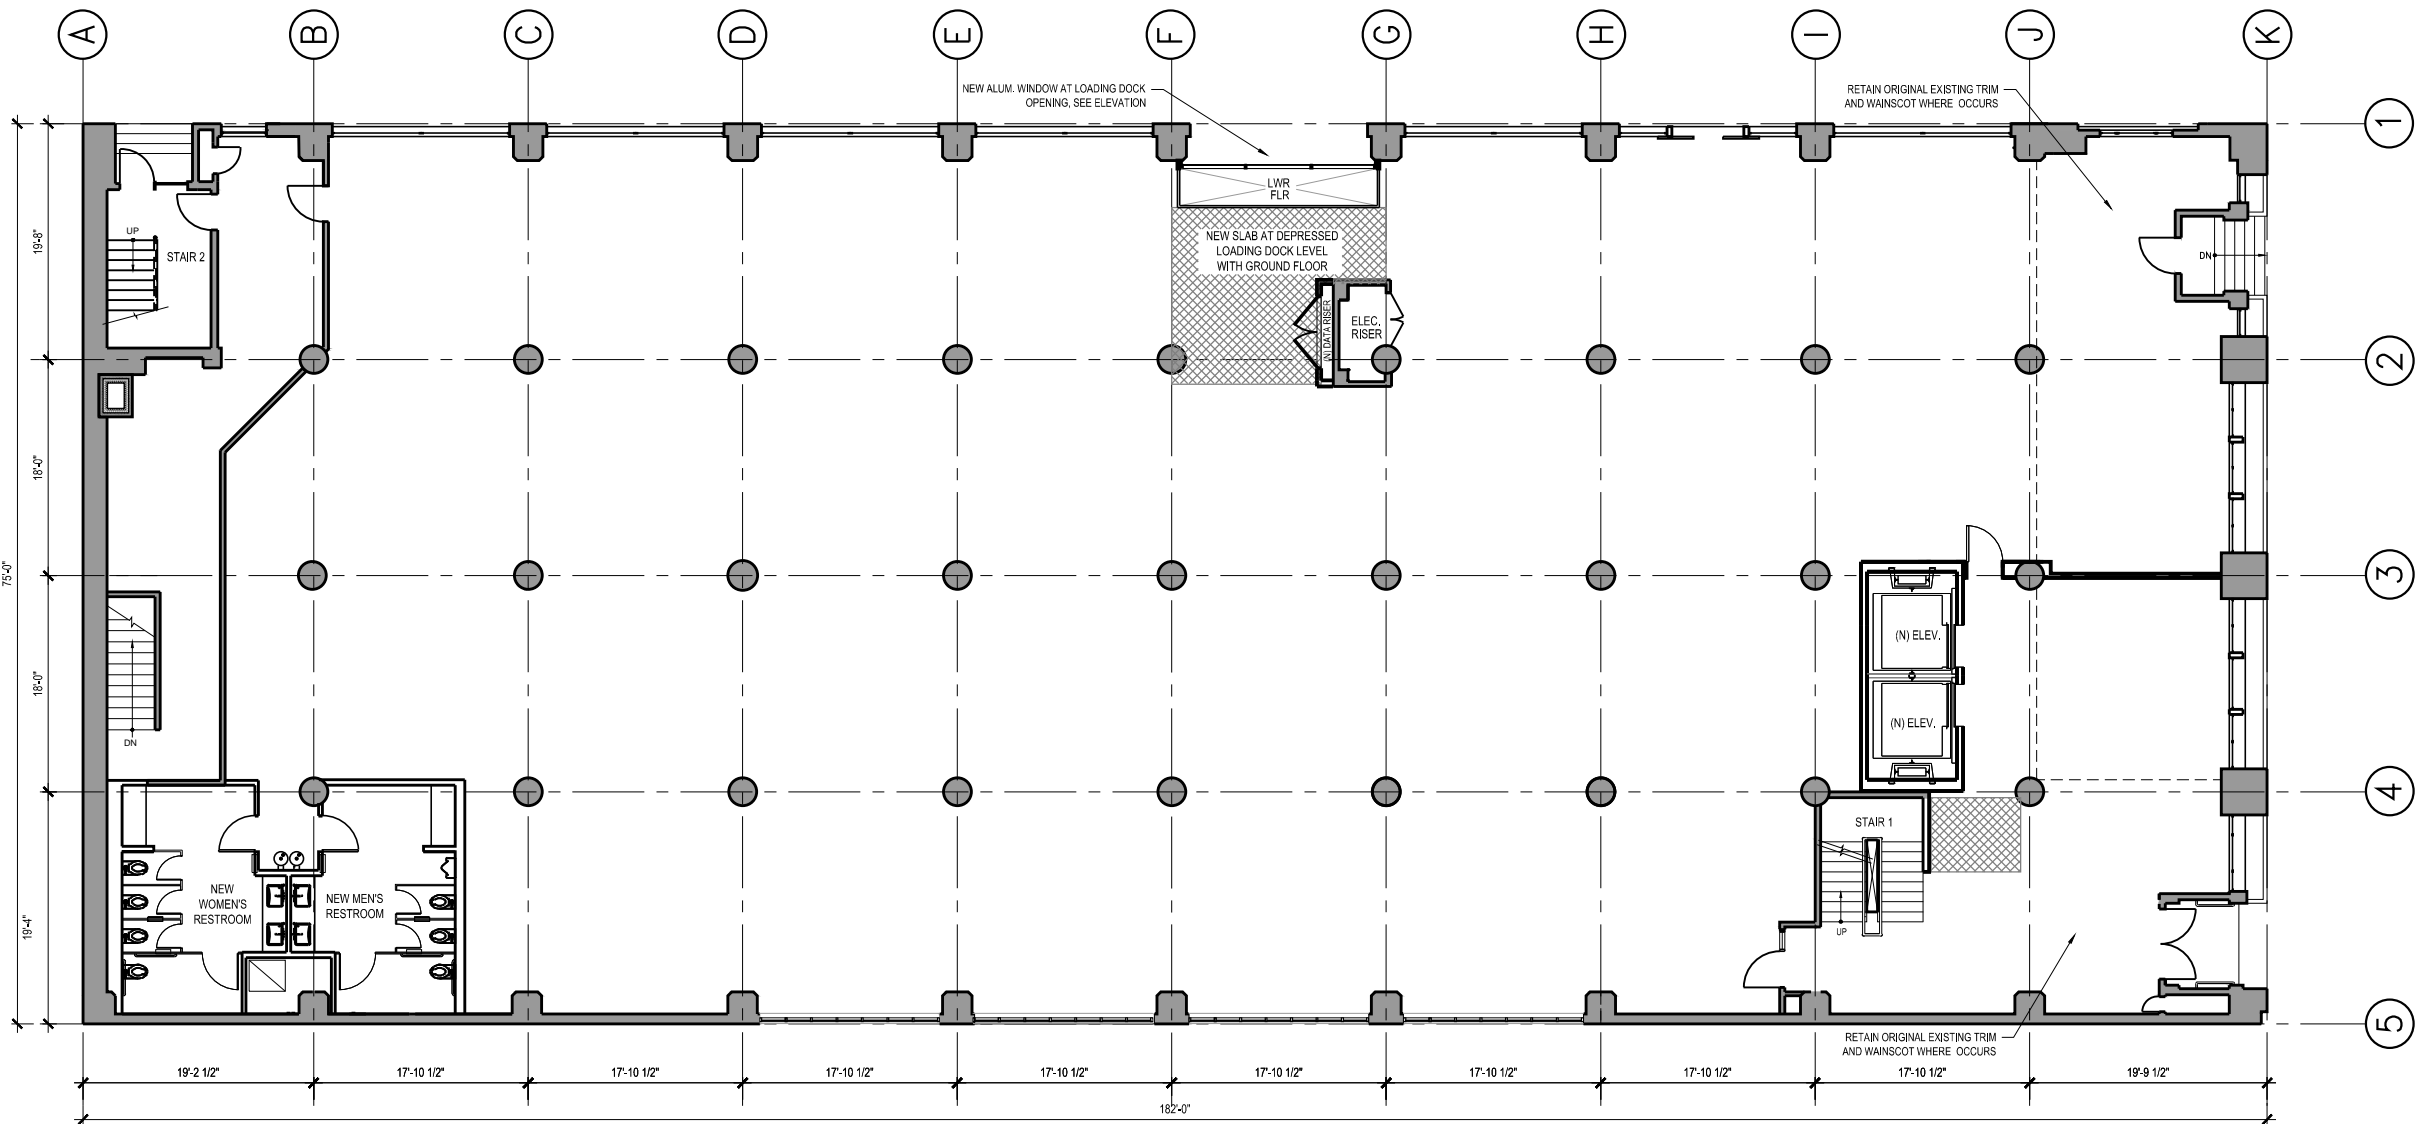 A
B
C
D
E
F
G
H
I
J
K
NEW ALUM. WINDOW AT LOADING DOCK
OPENING, SEE ELEVATION
RETAIN ORIGINAL EXISTING TRIM
AND WAINSCOT WHERE OCCURS
1
LWR
FLR
UP
STAIR 2
NEW SLAB AT DEPRESSED
LOADING DOCK LEVEL
WITH GROUND FLOOR
DN
19'-8"
(N) DATA RISER
ELEC.
RISER
2
18'-0"
75'-0"
3
(N) ELEV.
18'-0"
(N) ELEV.
DN
4
STAIR 1
NEW
WOMEN'S
RESTROOM
NEW MEN'S
RESTROOM
19'-4"
UP
5
RETAIN ORIGINAL EXISTING TRIM
AND WAINSCOT WHERE OCCURS
19'-2 1/2"
17'-10 1/2"
17'-10 1/2"
17'-10 1/2"
17'-10 1/2"
17'-10 1/2"
17'-10 1/2"
17'-10 1/2"
17'-10 1/2"
19'-9 1/2"
182'-0"